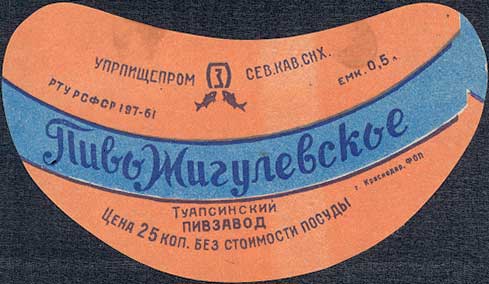 УПРПИЩЕПРОМ СЕВ.КАВ.СНХ.
РТУ РСФСР 197-61
ЕМК. 0,5 л.
Пиво Жигулевское
Туапсинский
ПИВЗАВОД
г. Краснодар, ФОП
ЦЕНА 25 КОП. БЕЗ СТОИМОСТИ ПОСУДЫ